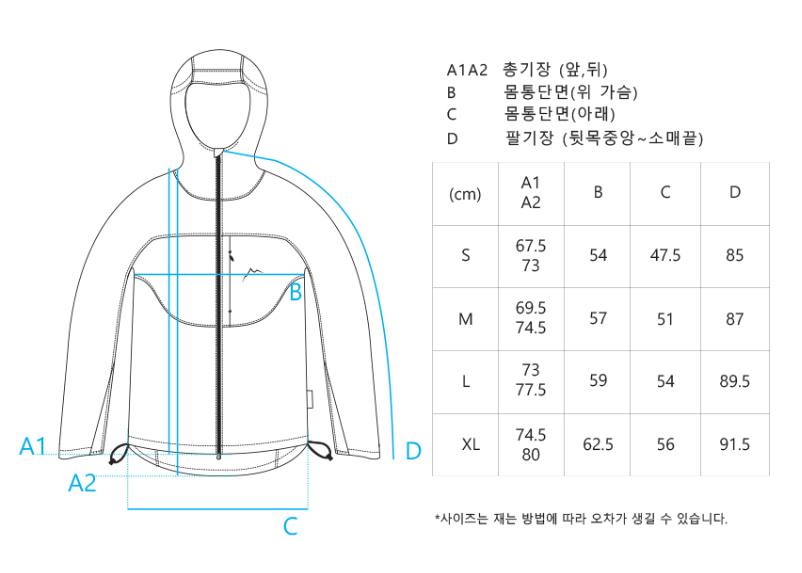 A1A2 총기장 (앞,뒤)
B 몸통단면(위 가슴)
C 몸통단면(아래)
D 팔기장 (뒷목중앙~소매끝)
(cm) A1 A2 B C D
S 67.5 73 54 47.5 85
M 69.5 74.5 57 51 87
L 73 77.5 59 54 89.5
XL 74.5 80 62.5 56 91.5
*사이즈는 재는 방법에 따라 오차가 생길 수 있습니다.
B
A1
D
A2
C